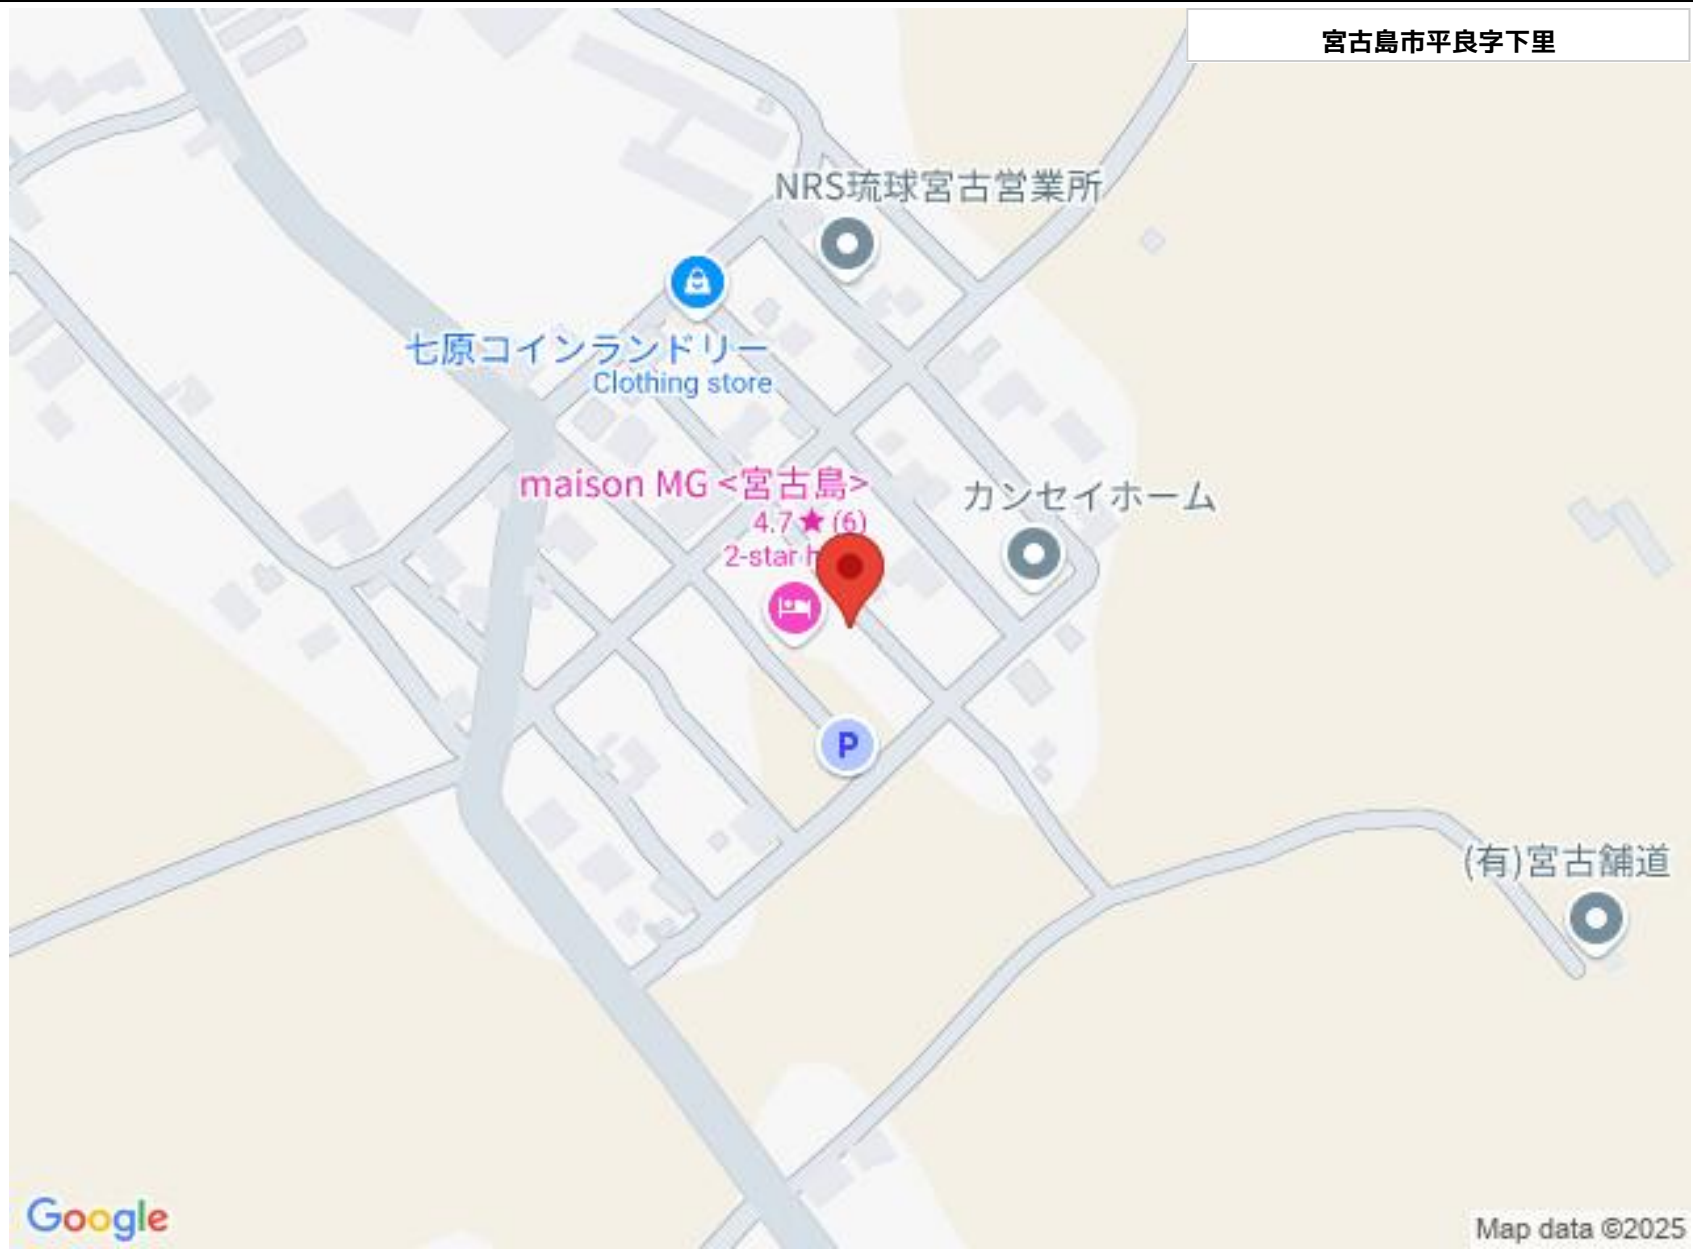 宮古島市平良字下里
NRS琉球宮古営業所
七原コインランドリー
Clothing store
maison MG <宮古島>
4.7★ (6)
2-star h
カンセイホーム
P
(有)宮古舗道
Google
Map data ©2025